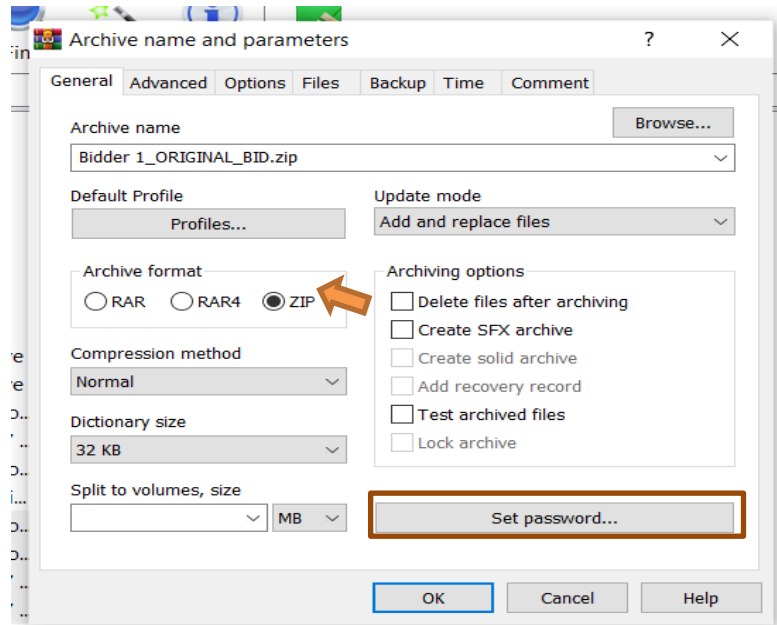 Archive name and parameters
?
General Advanced Options Files Backup Time Comment
Archive name
Browse...
Bidder 1_ORIGINAL_BID.zip
Default Profile
Update mode
Profiles...
Add and replace files
Archive format
Archiving options
RAR RAR4 ZIP
Delete files after archiving
Create SFX archive
Compression method
Create solid archive
Normal
Add recovery record
Dictionary size
Test archived files
32 KB
Lock archive
Split to volumes, size
MB
Set password...
OK Cancel Help